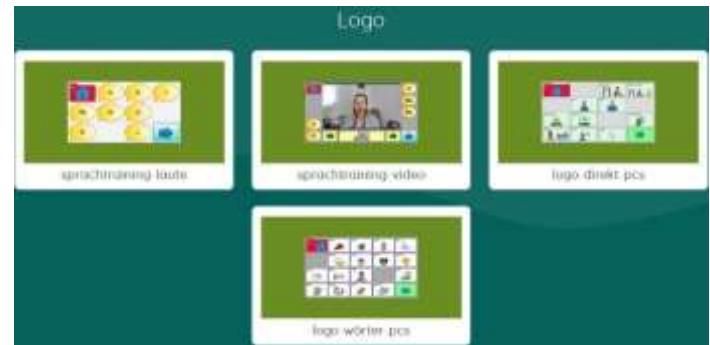 Logo
sprachtraining laute
sprachtraining video
logo direkt pcs
logo wörter pcs